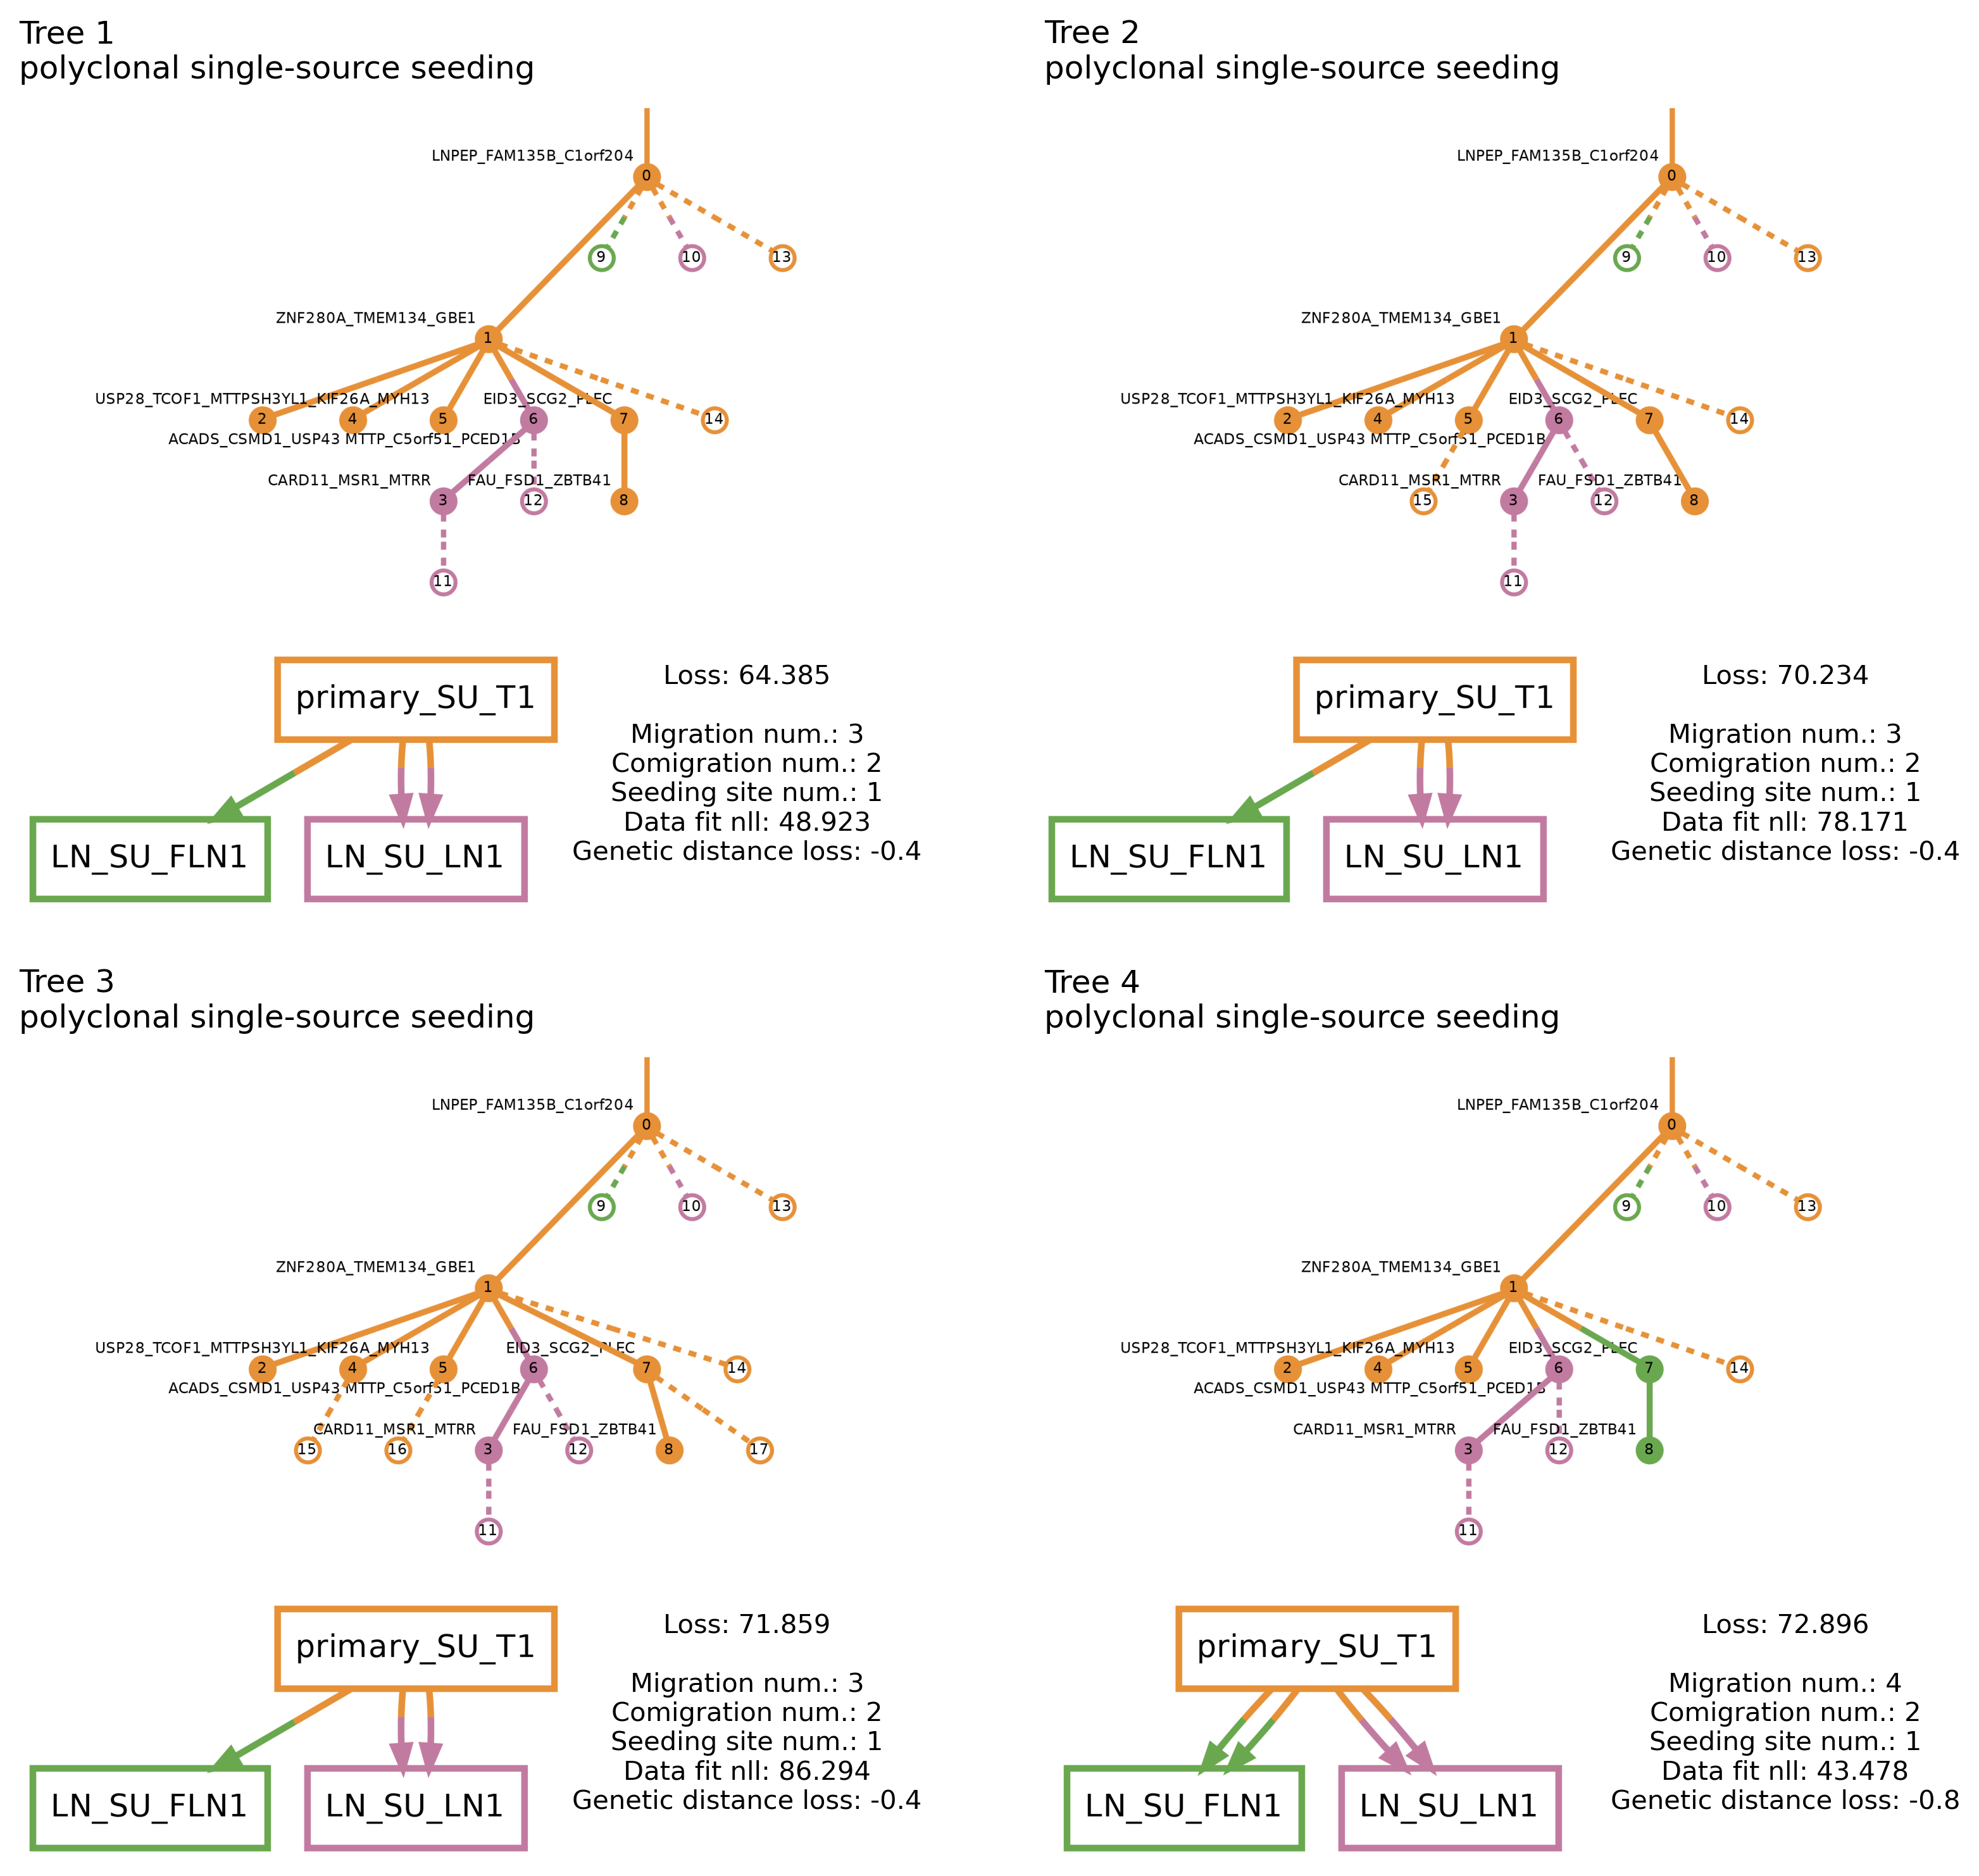 Tree 1
polyclonal single-source seeding
LNPEP_FAM135B_C1orf204
0
9
10
13
ZNF280A_TMEM134_GBE1
1
USP28_TCOF1_MTTPSH3YL1_KIF26A_MYH13
EID3_SCG2_PLEC
2
4
5
6
7
14
ACADS_CSMD1_USP43 MTTP_C5orf51_PCED1B
CARD11_MSR1_MTRR
FAU_FSD1_ZBTB41
3
12
8
11
primary_SU_T1
LN_SU_FLN1
LN_SU_LN1
Loss: 64.385
Migration num.: 3
Comigration num.: 2
Seeding site num.: 1
Data fit nll: 48.923
Genetic distance loss: -0.4
Tree 2
polyclonal single-source seeding
LNPEP_FAM135B_C1orf204
0
9
10
13
ZNF280A_TMEM134_GBE1
1
USP28_TCOF1_MTTPSH3YL1_KIF26A_MYH13
EID3_SCG2_PLEC
2
4
5
6
7
14
ACADS_CSMD1_USP43 MTTP_C5orf51_PCED1B
CARD11_MSR1_MTRR
FAU_FSD1_ZBTB41
15
3
12
8
11
primary_SU_T1
LN_SU_FLN1
LN_SU_LN1
Loss: 70.234
Migration num.: 3
Comigration num.: 2
Seeding site num.: 1
Data fit nll: 78.171
Genetic distance loss: -0.4
Tree 3
polyclonal single-source seeding
LNPEP_FAM135B_C1orf204
0
9
10
13
ZNF280A_TMEM134_GBE1
1
USP28_TCOF1_MTTPSH3YL1_KIF26A_MYH13
EID3_SCG2_PLEC
2
4
5
6
7
14
ACADS_CSMD1_USP43 MTTP_C5orf51_PCED1B
CARD11_MSR1_MTRR
FAU_FSD1_ZBTB41
15
16
3
12
8
17
11
primary_SU_T1
LN_SU_FLN1
LN_SU_LN1
Loss: 71.859
Migration num.: 3
Comigration num.: 2
Seeding site num.: 1
Data fit nll: 86.294
Genetic distance loss: -0.4
Tree 4
polyclonal single-source seeding
LNPEP_FAM135B_C1orf204
0
9
10
13
ZNF280A_TMEM134_GBE1
1
USP28_TCOF1_MTTPSH3YL1_KIF26A_MYH13
EID3_SCG2_PLEC
2
4
5
6
7
14
ACADS_CSMD1_USP43 MTTP_C5orf51_PCED1B
CARD11_MSR1_MTRR
FAU_FSD1_ZBTB41
3
12
8
11
primary_SU_T1
LN_SU_FLN1
LN_SU_LN1
Loss: 72.896
Migration num.: 4
Comigration num.: 2
Seeding site num.: 1
Data fit nll: 43.478
Genetic distance loss: -0.8